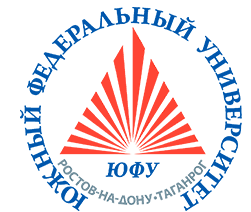 ЮЖНЫЙ ФЕДЕРАЛЬНЫЙ УНИВЕРСИТЕТ
ЮФУ
РОСТОВ-НА-ДОНУ•ТАГАНРОГ